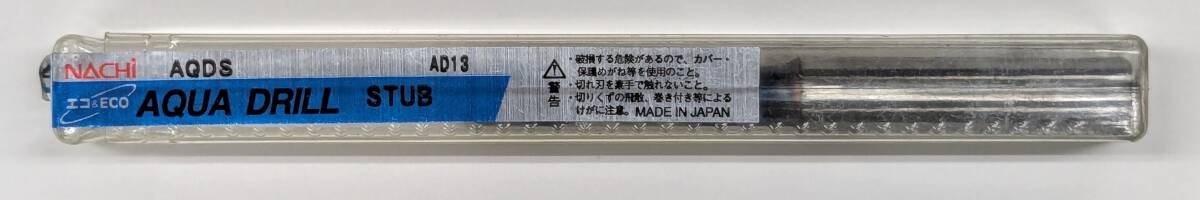 NACHi AQDS AD13
エコ&ECO AQUA DRILL STUB
警告
・破損する危険があるので、カバー・
保護めがね等を使用のこと。
・切れ刃を素手で触れないこと。
・切りくずの飛散、巻き付き等による
けがに注意。 MADE IN JAPAN